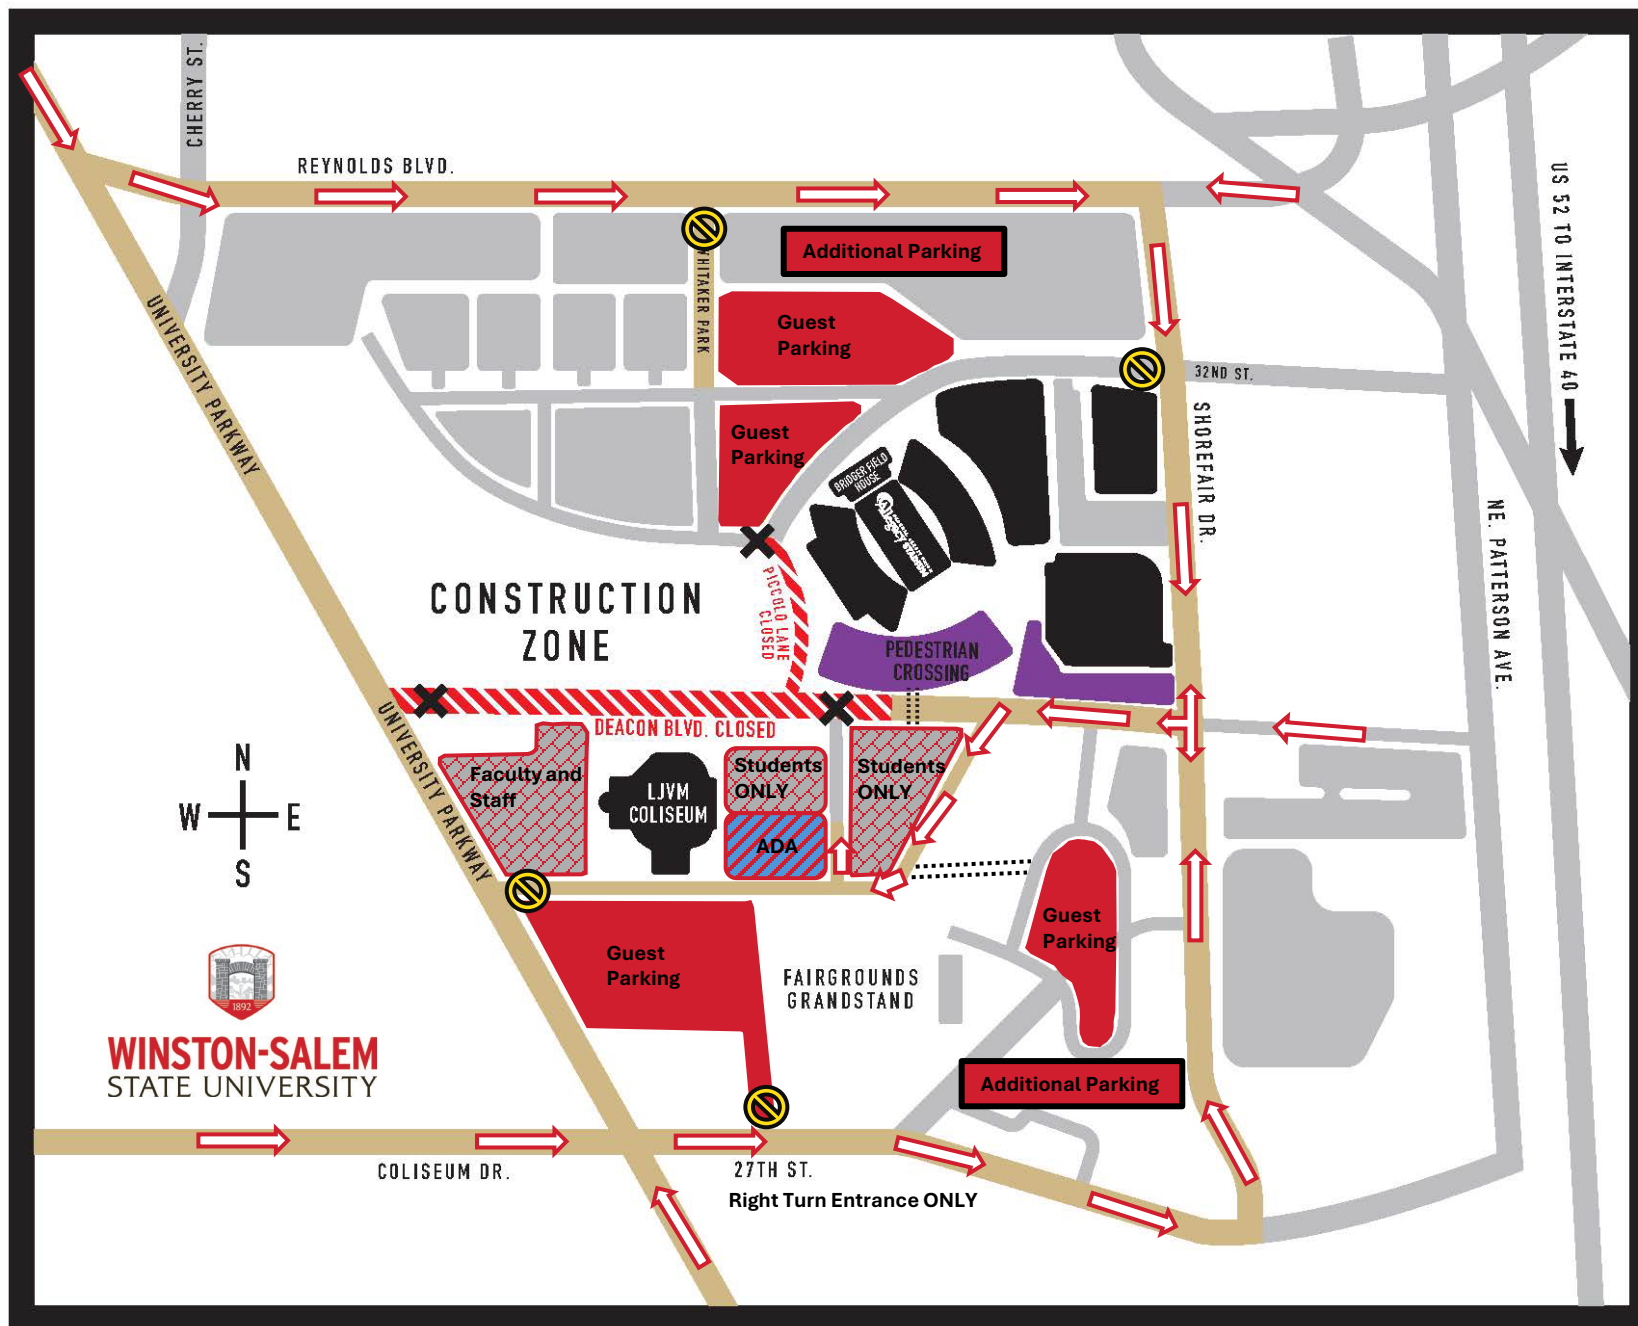 CHERRY ST.
REYNOLDS BLVD.
US 52 TO INTERSTATE 40
Additional Parking
WHITAKER PARK
Guest
Parking
UNIVERSITY PARKWAY
32ND ST.
SHOREFAIR DR.
Guest
Parking
BRIDGER FIELD
HOUSE
Allegacy STADIUM
NE. PATTERSON AVE.
CONSTRUCTION
ZONE
PICCOLO LANE
CLOSED
PEDESTRIAN
CROSSING
DEACON BLVD. CLOSED
UNIVERSITY PARKWAY
N
W
E
S
Faculty and
Staff
LJVM
COLISEUM
Students
ONLY
Students
ONLY
ADA
Guest
Parking
Guest
Parking
FAIRGROUNDS
GRANDSTAND
1892
WINSTON-SALEM
STATE UNIVERSITY
Additional Parking
COLISEUM DR.
27TH ST.
Right Turn Entrance ONLY